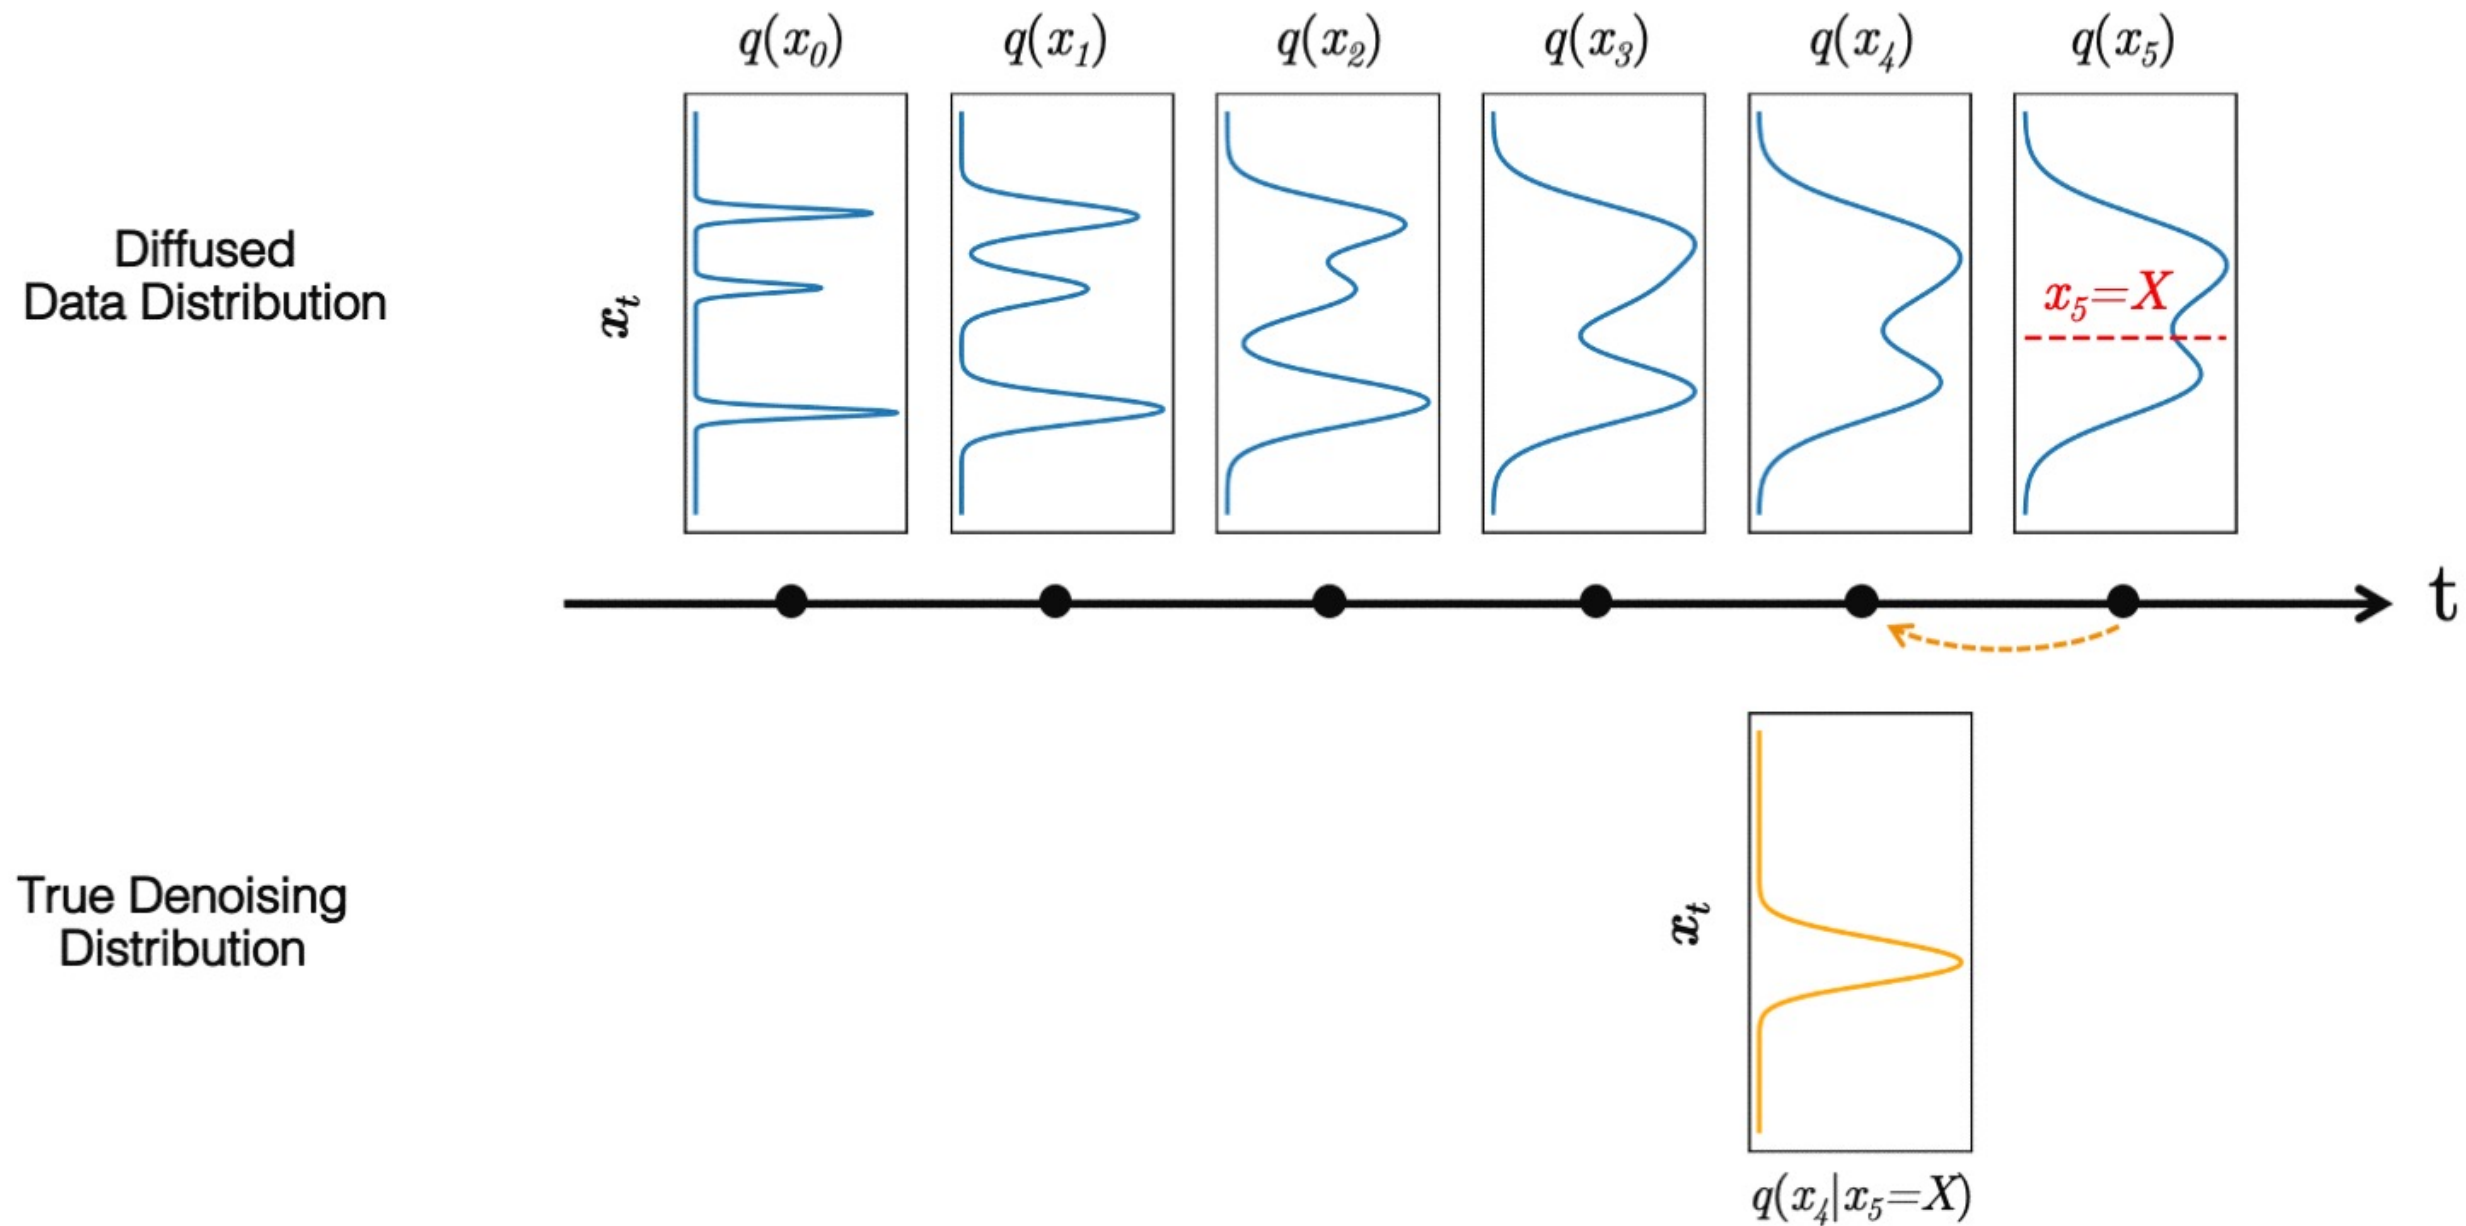 q(x₀) q(x₁) q(x₂) q(x₃) q(x₄) q(x₅)
Diffused
Data Distribution
xₜ
x₅=X
t
True Denoising
Distribution
xₜ
q(x₄|x₅=X)